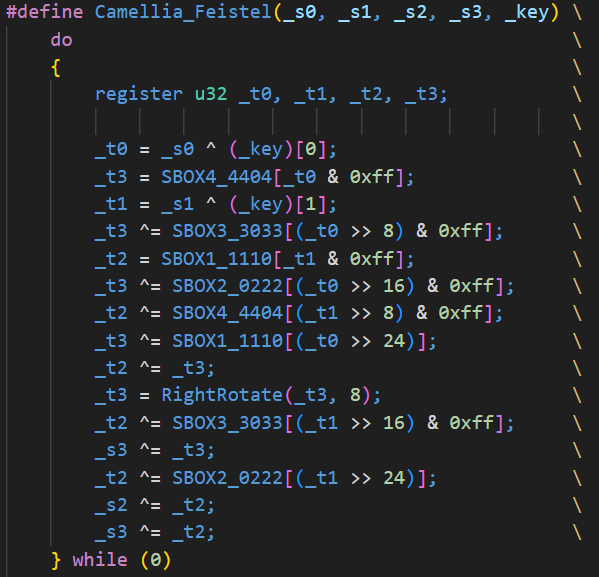 #define Camellia_Feistel(_s0, _s1, _s2, _s3, _key) \
    do \
    { \
        register u32 _t0, _t1, _t2, _t3; \
 \
        _t0 = _s0 ^ (_key)[0]; \
        _t3 = SBOX4_4404[_t0 & 0xff]; \
        _t1 = _s1 ^ (_key)[1]; \
        _t3 ^= SBOX3_3033[(_t0 >> 8) & 0xff]; \
        _t2 = SBOX1_1110[_t1 & 0xff]; \
        _t3 ^= SBOX2_0222[(_t0 >> 16) & 0xff]; \
        _t2 ^= SBOX4_4404[(_t1 >> 8) & 0xff]; \
        _t3 ^= SBOX1_1110[(_t0 >> 24)]; \
        _t2 ^= _t3; \
        _t3 = RightRotate(_t3, 8); \
        _t2 ^= SBOX3_3033[(_t1 >> 16) & 0xff]; \
        _s3 ^= _t3; \
        _t2 ^= SBOX2_0222[(_t1 >> 24)]; \
        _s2 ^= _t2; \
        _s3 ^= _t2; \
    } while (0)